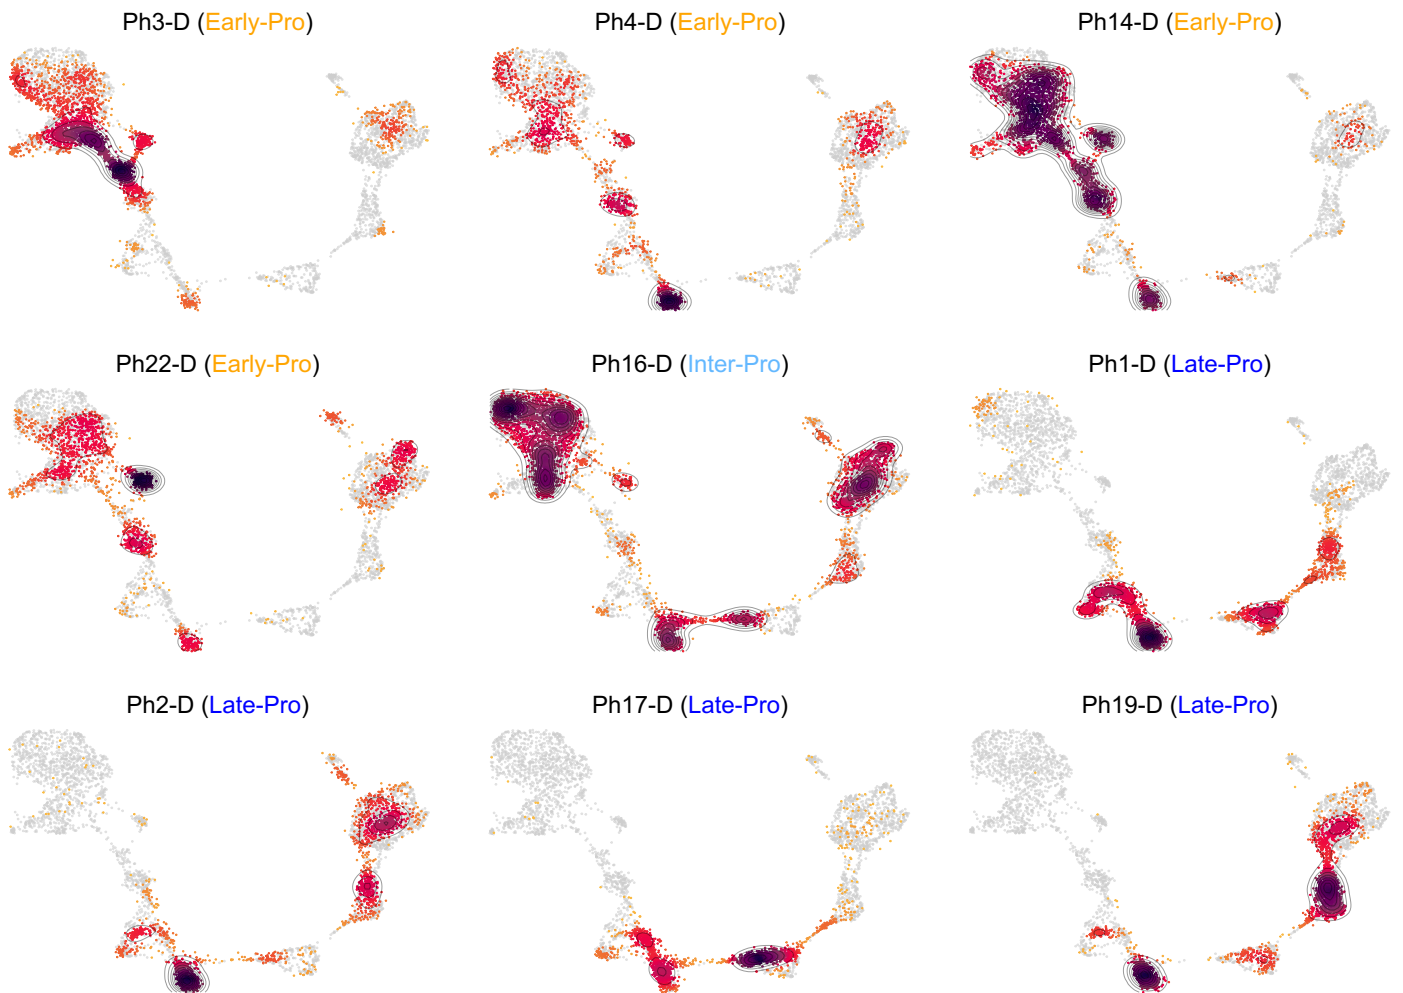 Ph3-D (Early-Pro)
Ph4-D (Early-Pro)
Ph14-D (Early-Pro)
Ph22-D (Early-Pro)
Ph16-D (Inter-Pro)
Ph1-D (Late-Pro)
Ph2-D (Late-Pro)
Ph17-D (Late-Pro)
Ph19-D (Late-Pro)